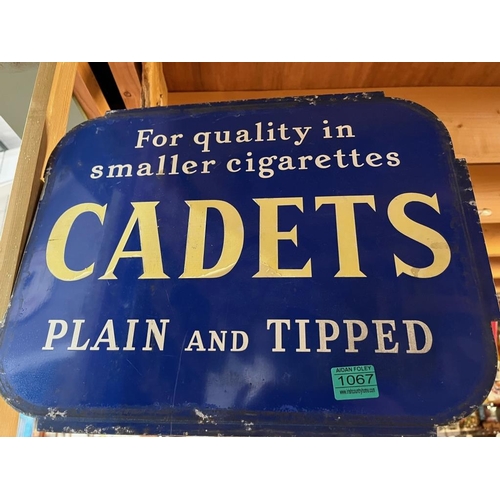 For quality in
smaller cigarettes
CADETS
PLAIN AND TIPPED
AIDAN FOLEY
1067